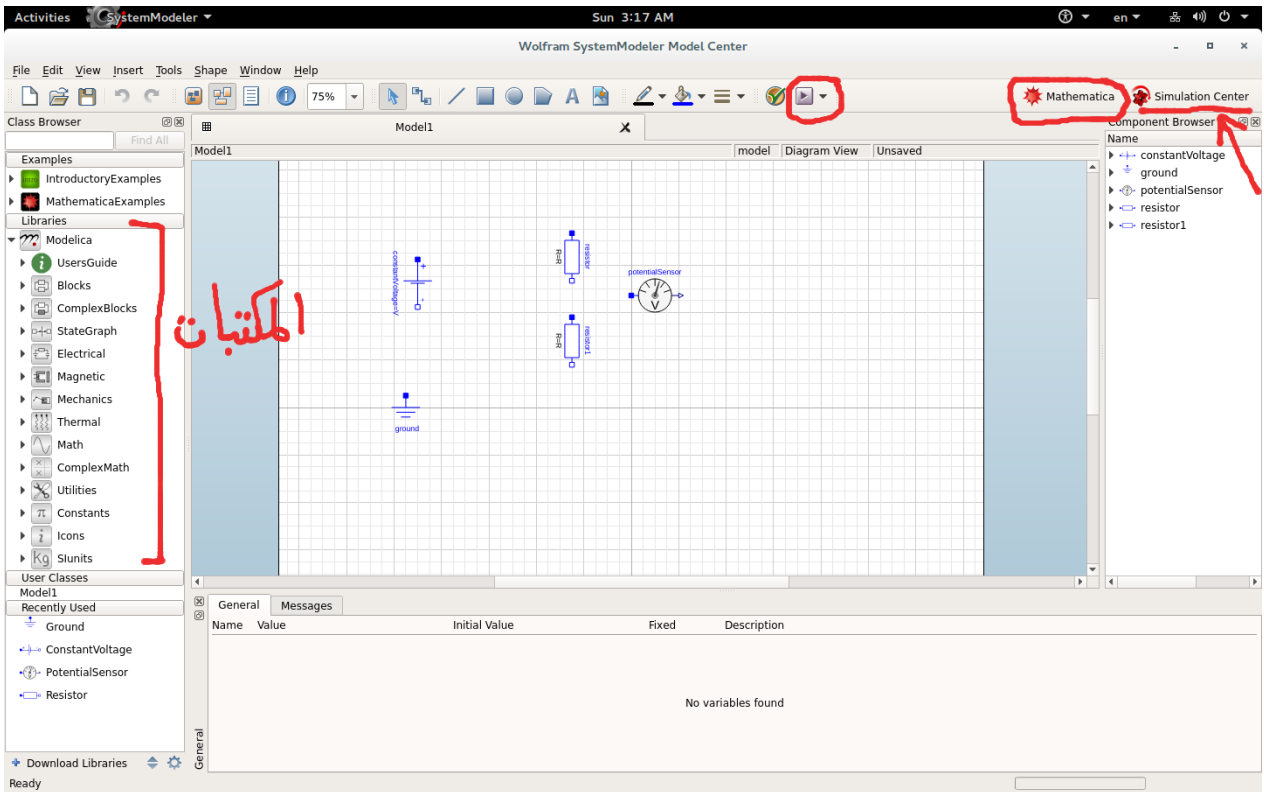 Activities SystemModeler Sun 3:17 AM en
Wolfram SystemModeler Model Center
File Edit View Insert Tools Shape Window Help
75% A Mathematica Simulation Center
Class Browser
Find All
Examples
IntroductoryExamples
MathematicaExamples
Libraries
Modelica
UsersGuide
Blocks
ComplexBlocks
StateGraph
Electrical
Magnetic
Mechanics
Thermal
Math
ComplexMath
Utilities
Constants
Icons
SIunits
User Classes
Model1
Recently Used
Ground
ConstantVoltage
PotentialSensor
Resistor
Download Libraries
Ready
المكتبات
Model1
Model1 model Diagram View Unsaved
constantVoltage=V
resistor
R=R
potentialSensor
V
resistor1
R=R
ground
Component Browser
Name
constantVoltage
ground
potentialSensor
resistor
resistor1
General Messages
Name Value Initial Value Fixed Description
No variables found
General